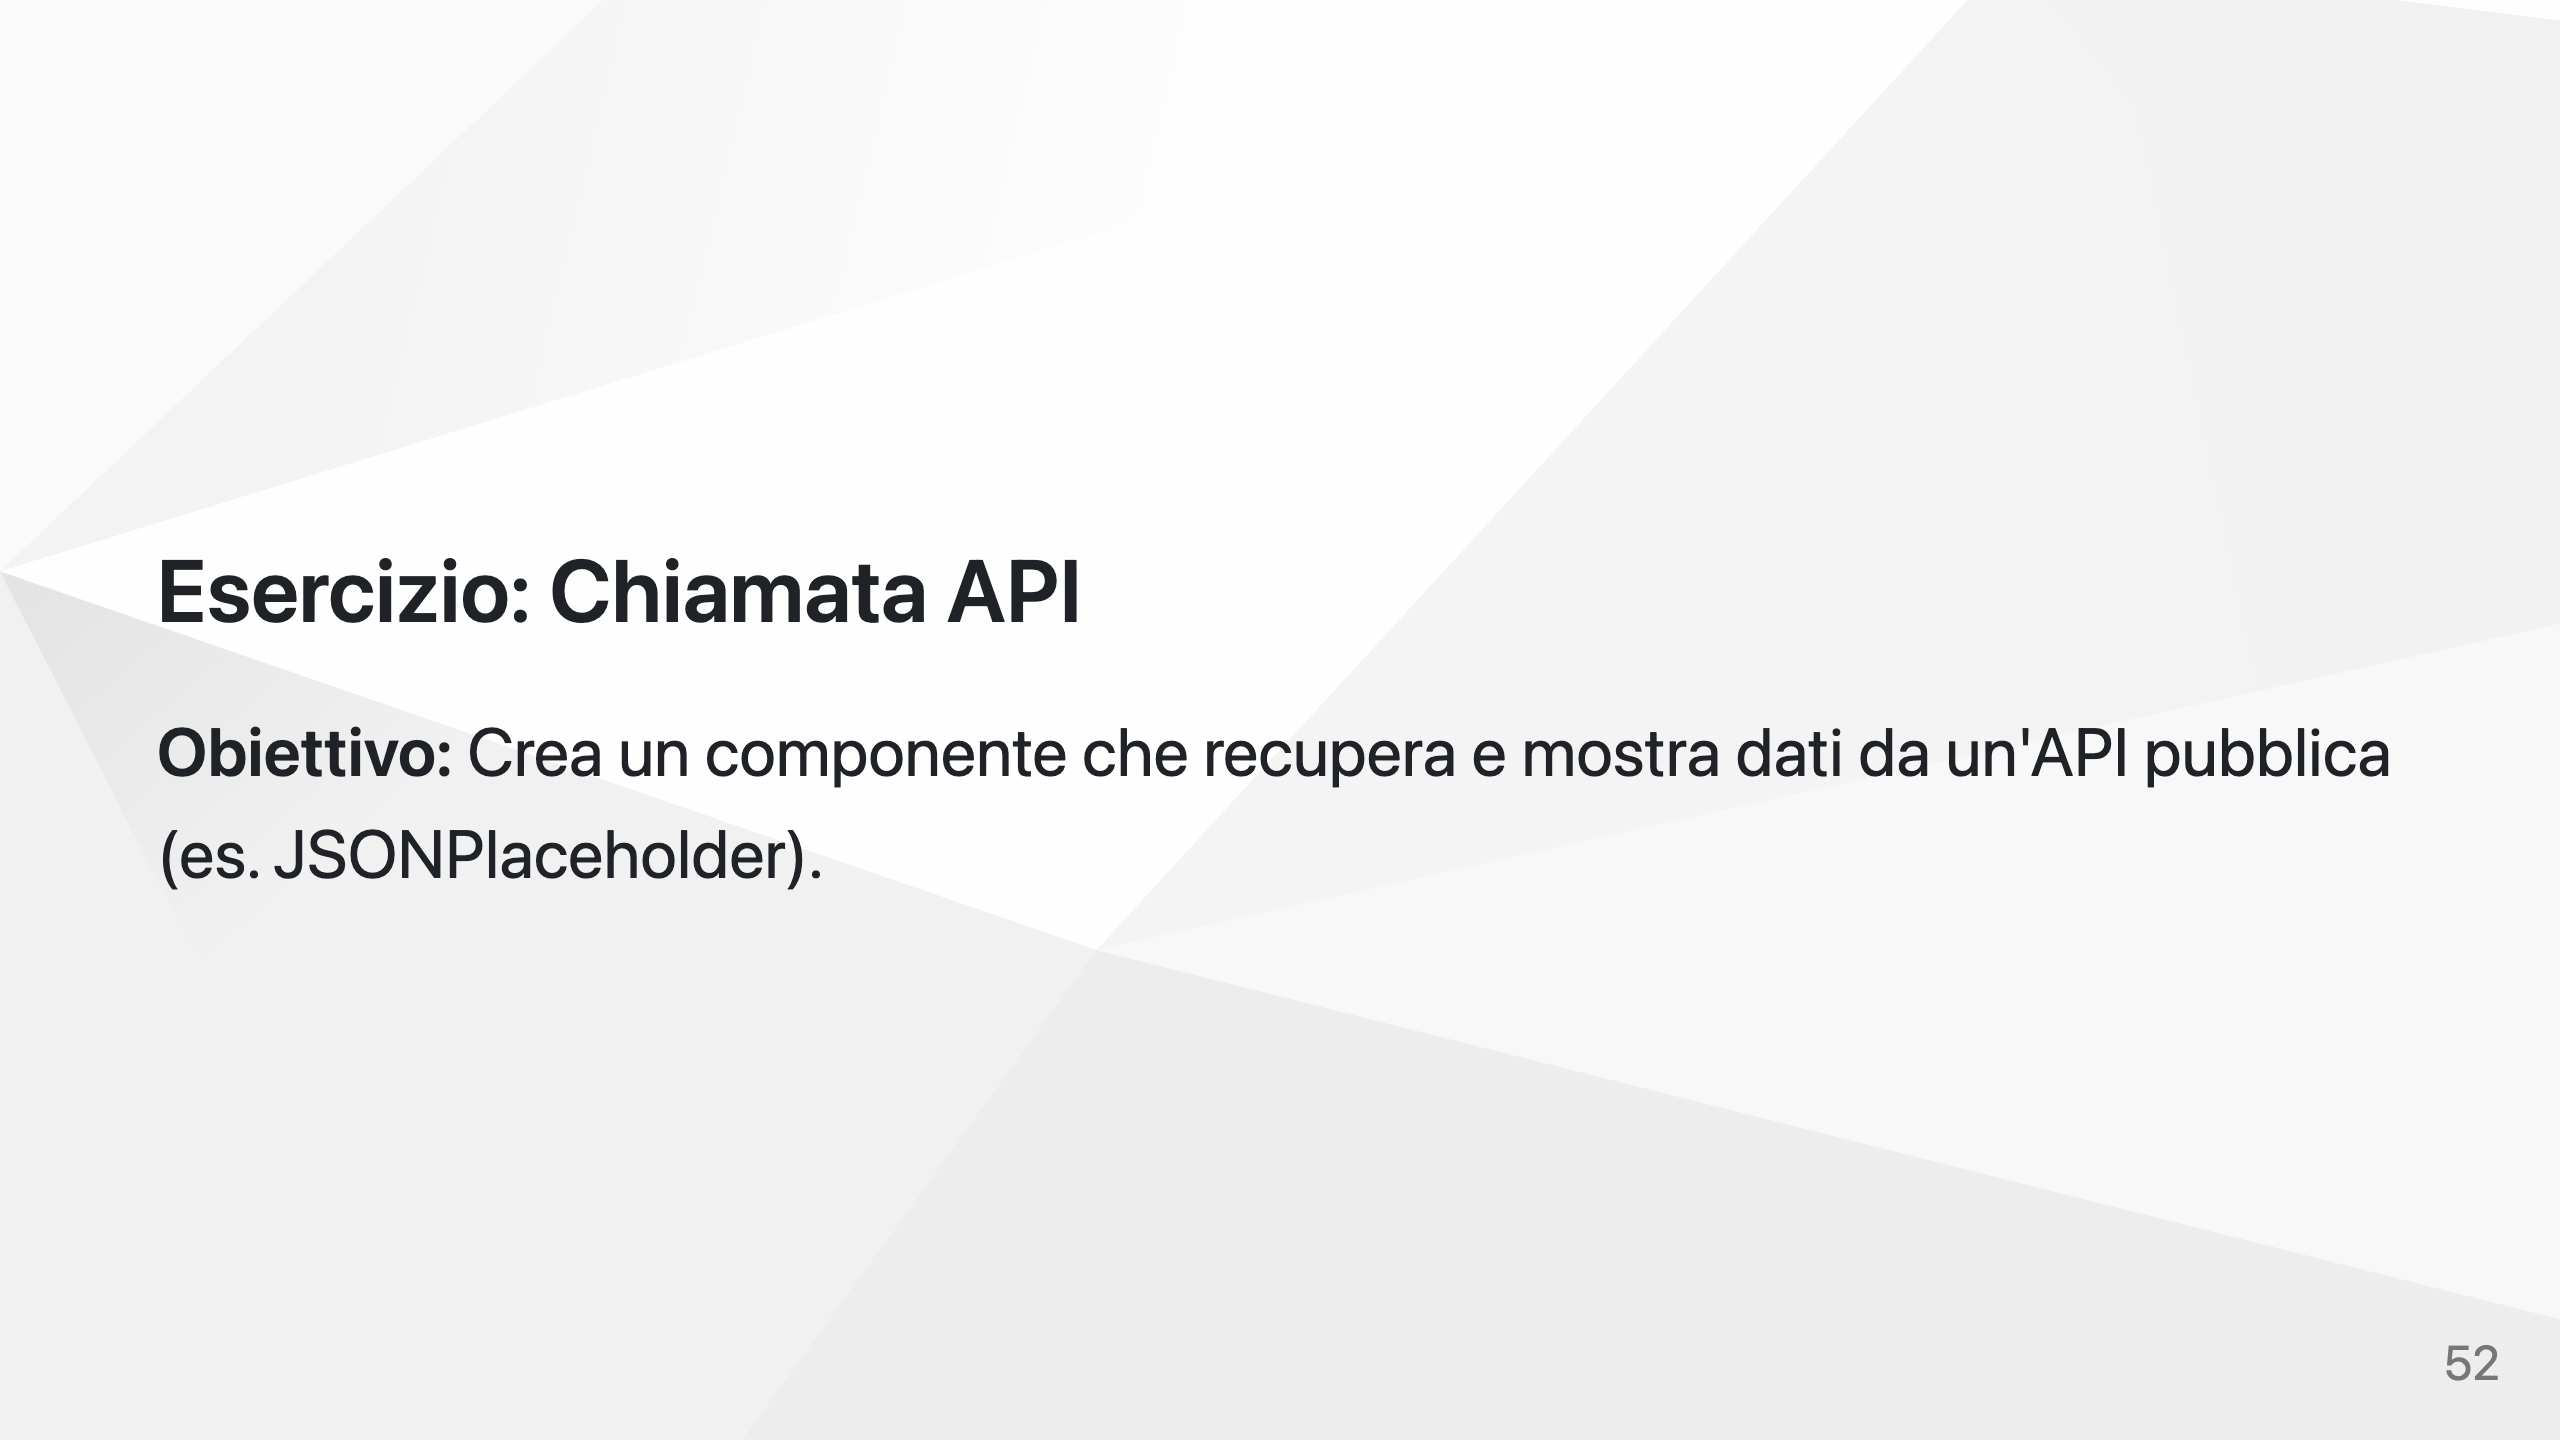 Esercizio: Chiamata API
Obiettivo: Crea un componente che recupera e mostra dati da un'API pubblica
(es. JSONPlaceholder).
52